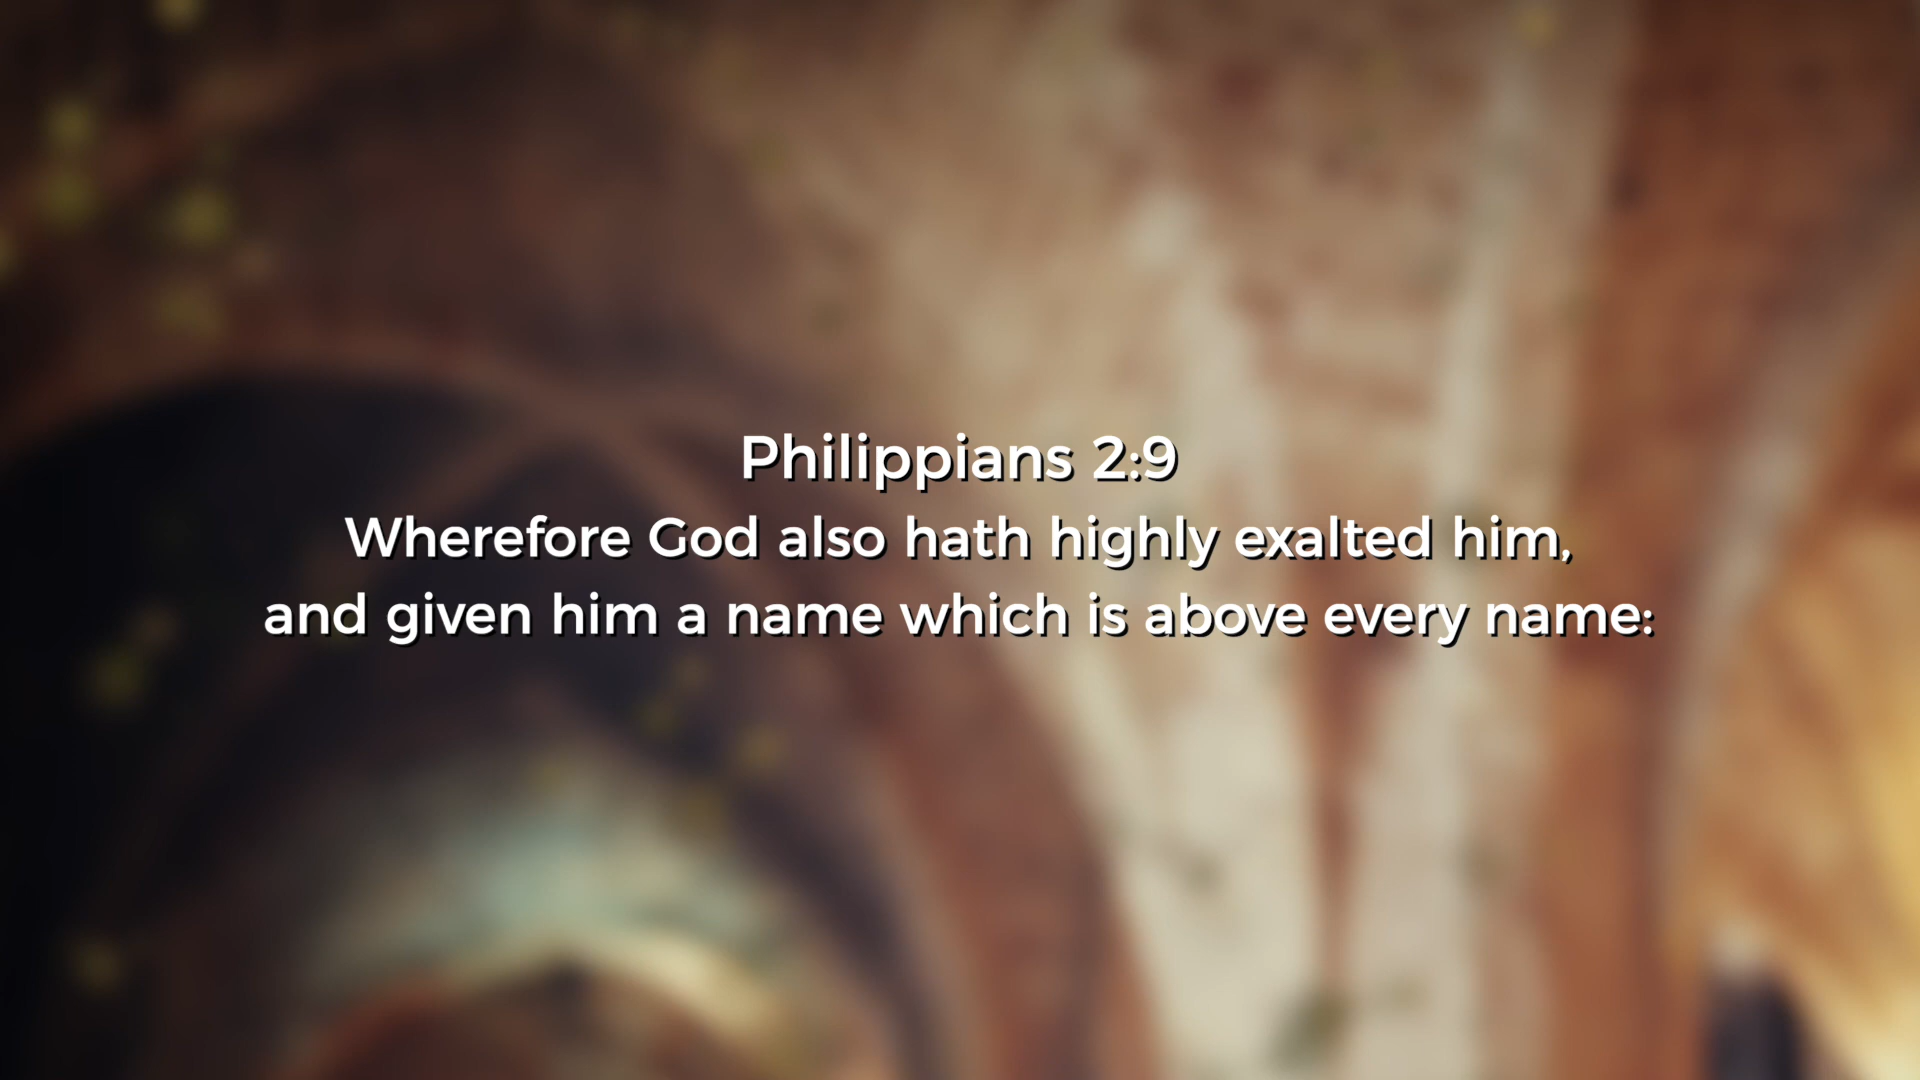 Philippians 2:9
Wherefore God also hath highly exalted him,
and given him a name which is above every name: